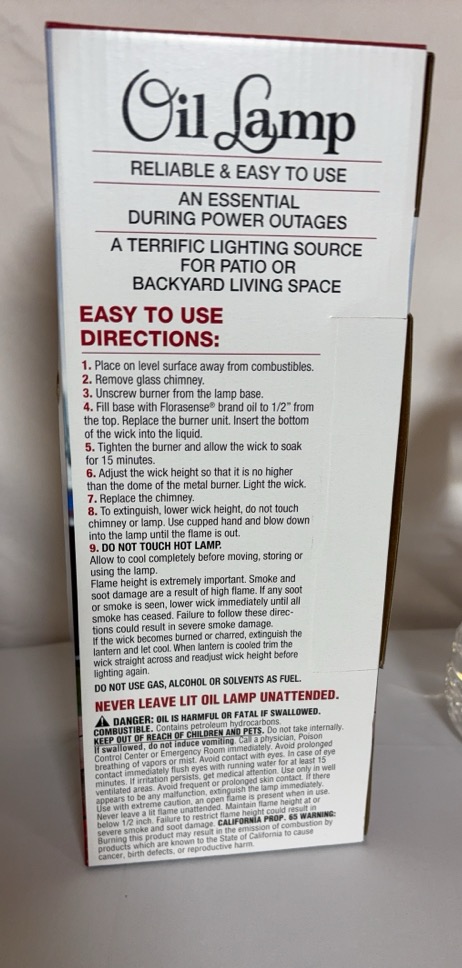 Oil Lamp
RELIABLE & EASY TO USE
AN ESSENTIAL
DURING POWER OUTAGES
A TERRIFIC LIGHTING SOURCE
FOR PATIO OR
BACKYARD LIVING SPACE
EASY TO USE
DIRECTIONS:
1. Place on level surface away from combustibles.
2. Remove glass chimney.
3. Unscrew burner from the lamp base.
4. Fill base with Florasense® brand oil to 1/2" from
the top. Replace the burner unit. Insert the bottom
of the wick into the liquid.
5. Tighten the burner and allow the wick to soak
for 15 minutes.
6. Adjust the wick height so that it is no higher
than the dome of the metal burner. Light the wick.
7. Replace the chimney.
8. To extinguish, lower wick height, do not touch
chimney or lamp. Use cupped hand and blow down
into the lamp until the flame is out.
9. DO NOT TOUCH HOT LAMP.
Allow to cool completely before moving, storing or
using the lamp.
Flame height is extremely important. Smoke and
soot damage are a result of high flame. If any soot
or smoke is seen, lower wick immediately until all
smoke has ceased. Failure to follow these direc-
tions could result in severe smoke damage.
If the wick becomes burned or charred, extinguish the
lantern and let cool. When lantern is cooled trim the
wick straight across and readjust wick height before
lighting again.
DO NOT USE GAS, ALCOHOL OR SOLVENTS AS FUEL.
NEVER LEAVE LIT OIL LAMP UNATTENDED.
DANGER: OIL IS HARMFUL OR FATAL IF SWALLOWED.
COMBUSTIBLE. Contains petroleum hydrocarbons.
KEEP OUT OF REACH OF CHILDREN AND PETS. Do not take internally.
If swallowed, do not induce vomiting. Call a physician, Poison
Control Center or Emergency Room immediately. Avoid prolonged
breathing of vapors or mist. Avoid contact with eyes. In case of eye
contact immediately flush eyes with running water for at least 15
minutes. If irritation persists, get medical attention. Use only in well
ventilated areas. Avoid frequent or prolonged skin contact. If there
appears to be any malfunction, extinguish the lamp immediately.
Use with extreme caution, an open flame is present when in use.
Never leave a lit flame unattended. Maintain flame height at or
below 1/2 inch. Failure to restrict flame height could result in
severe smoke and soot damage. CALIFORNIA PROP. 65 WARNING:
Burning this product may result in the emission of combustion by
products which are known to the State of California to cause
cancer, birth defects, or reproductive harm.